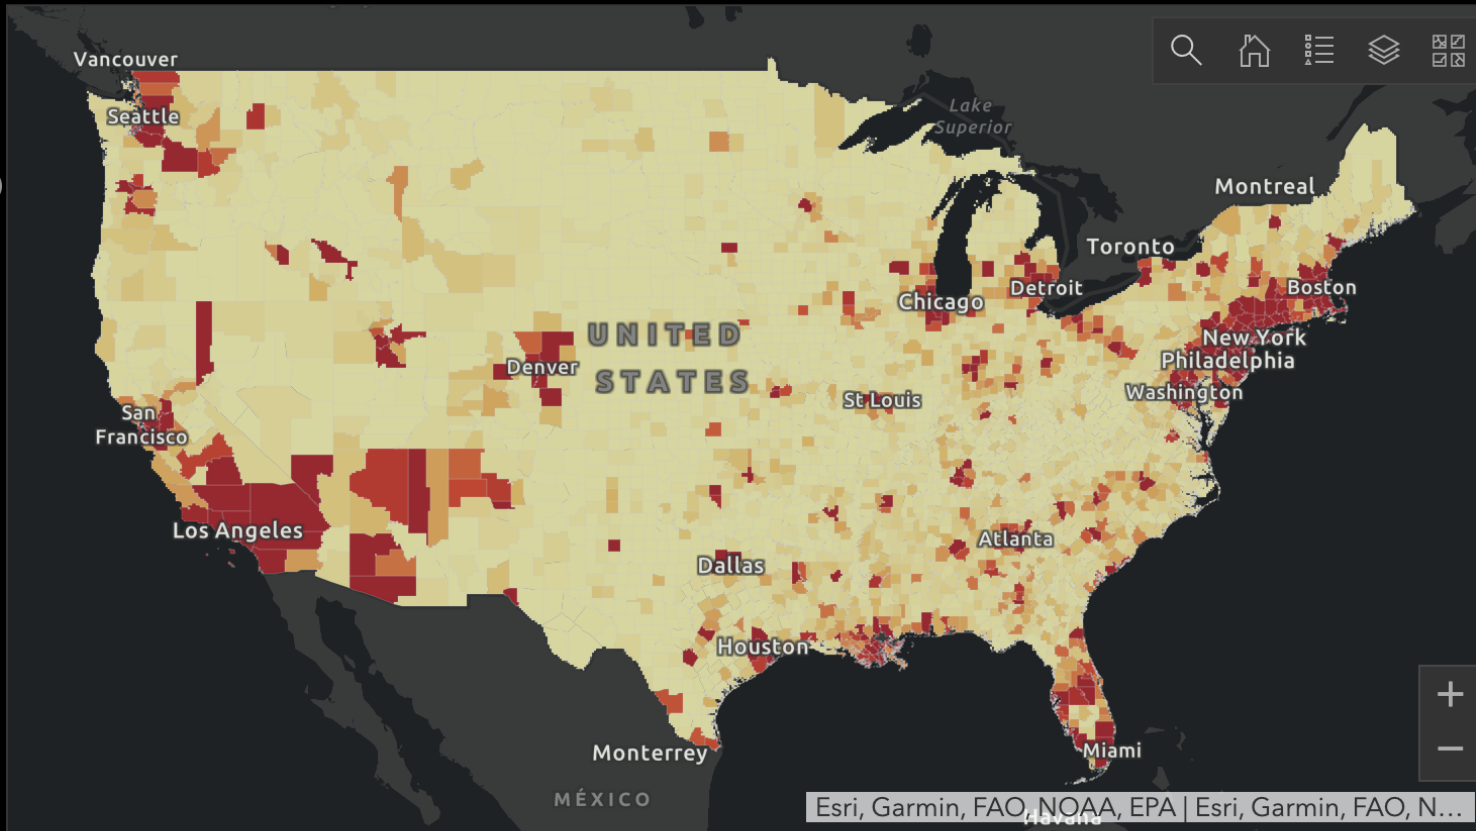 Vancouver
Seattle
Lake
Superior
Montreal
Toronto
Boston
Detroit
Chicago
UNITED
STATES
New York
Philadelphia
Denver
Washington
St Louis
San
Francisco
Los Angeles
Atlanta
Dallas
Houston
Monterrey
Miami
MÉXICO
Esri, Garmin, FAO, NOAA, EPA | Esri, Garmin, FAO, N...
Havana